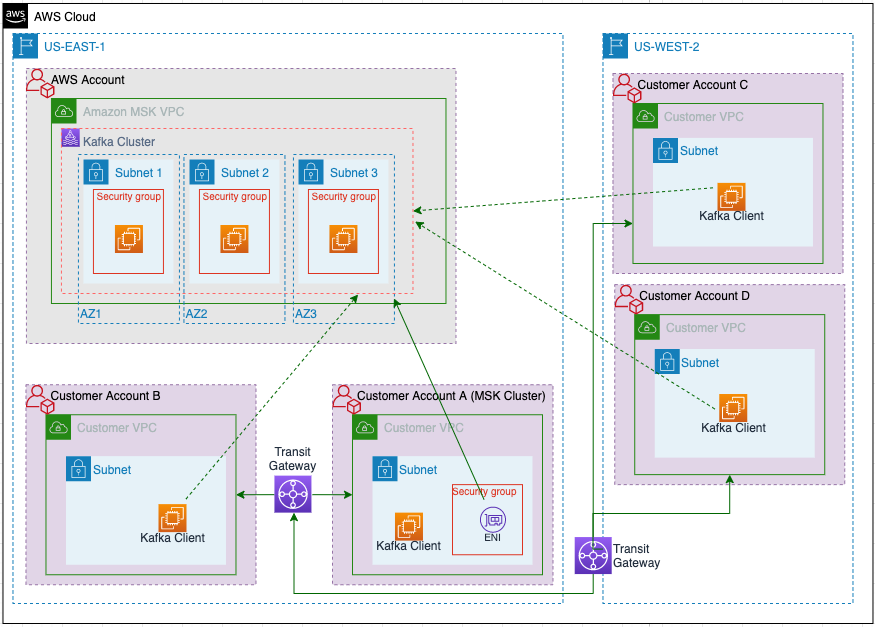 aws
AWS Cloud
US-EAST-1
US-WEST-2
AWS Account
Amazon MSK VPC
Kafka Cluster
Subnet 1
Subnet 2
Subnet 3
Security group
Security group
Security group
AZ1
AZ2
AZ3
Customer Account C
Customer VPC
Subnet
Kafka Client
Customer Account D
Customer VPC
Subnet
Kafka Client
Customer Account B
Customer VPC
Subnet
Kafka Client
Transit
Gateway
Customer Account A (MSK Cluster)
Customer VPC
Subnet
Kafka Client
Security group
ENI
Transit
Gateway